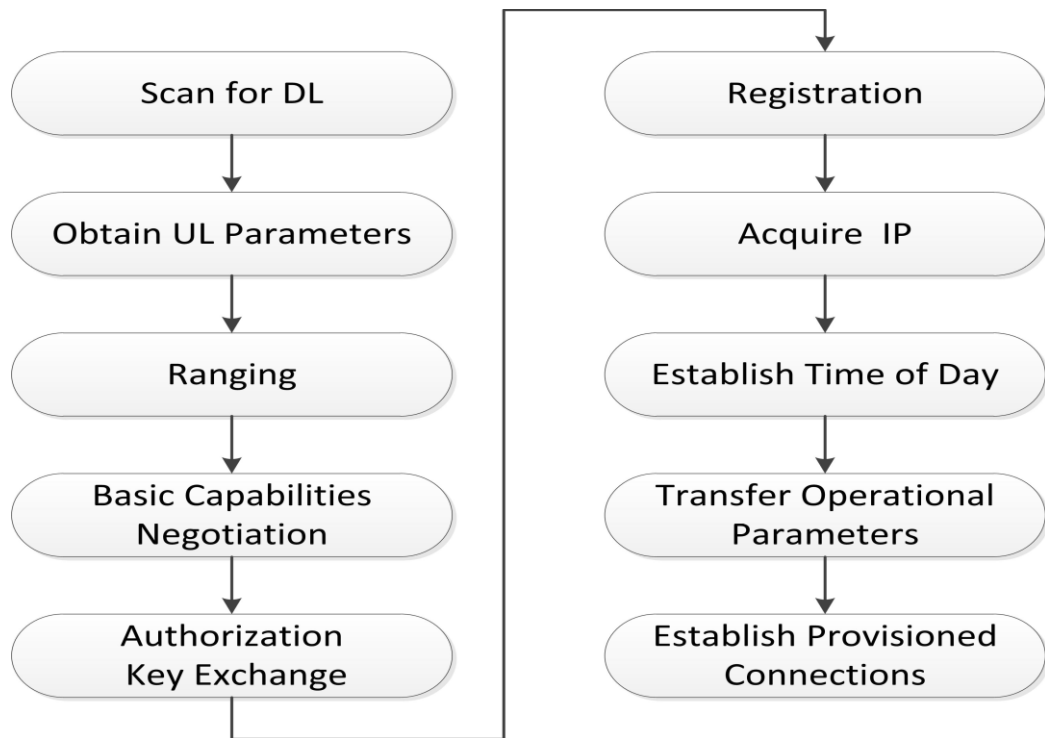 Scan for DL
Obtain UL Parameters
Ranging
Basic Capabilities
Negotiation
Authorization
Key Exchange
Registration
Acquire IP
Establish Time of Day
Transfer Operational
Parameters
Establish Provisioned
Connections